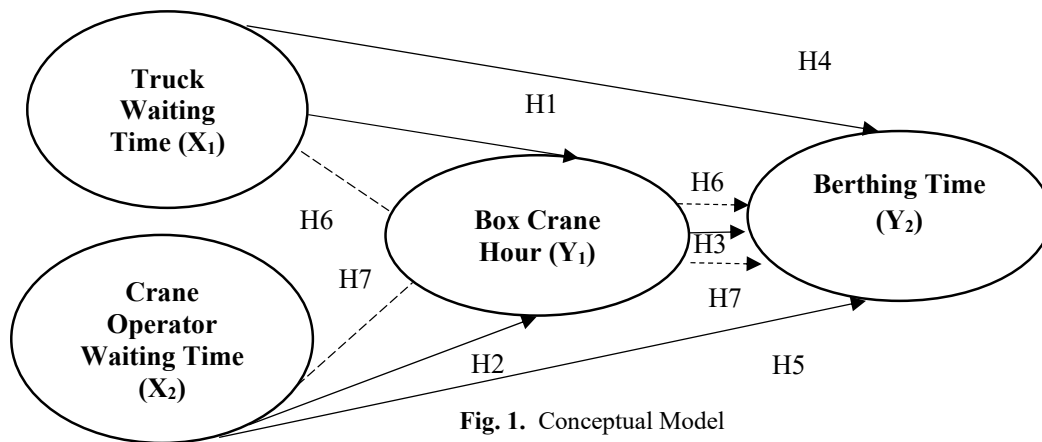 Truck
Waiting
Time (X₁)
H1
H4
H6
Box Crane
Hour (Y₁)
H6
H3
H7
Berthing Time
(Y₂)
H7
Crane
Operator
Waiting Time
(X₂)
H2
H5
Fig. 1. Conceptual Model